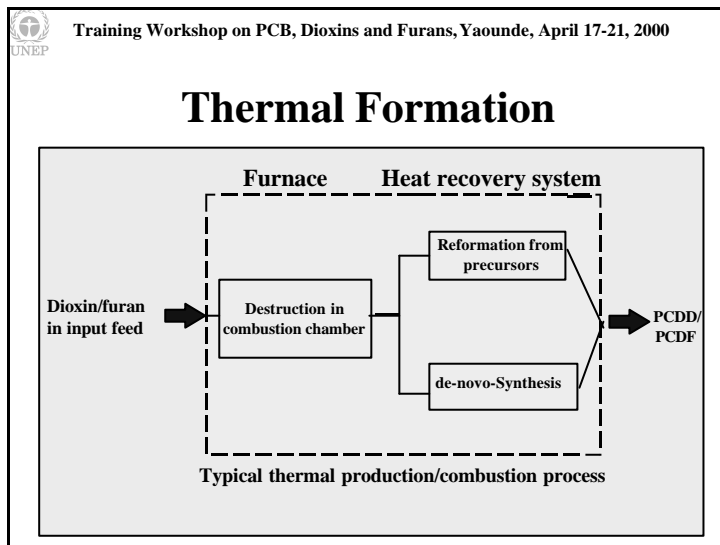 UNEP
Training Workshop on PCB, Dioxins and Furans, Yaounde, April 17-21, 2000
Thermal Formation
Furnace
Heat recovery system
Dioxin/furan
in input feed
Destruction in
combustion chamber
Reformation from
precursors
de-novo-Synthesis
PCDD/
PCDF
Typical thermal production/combustion process